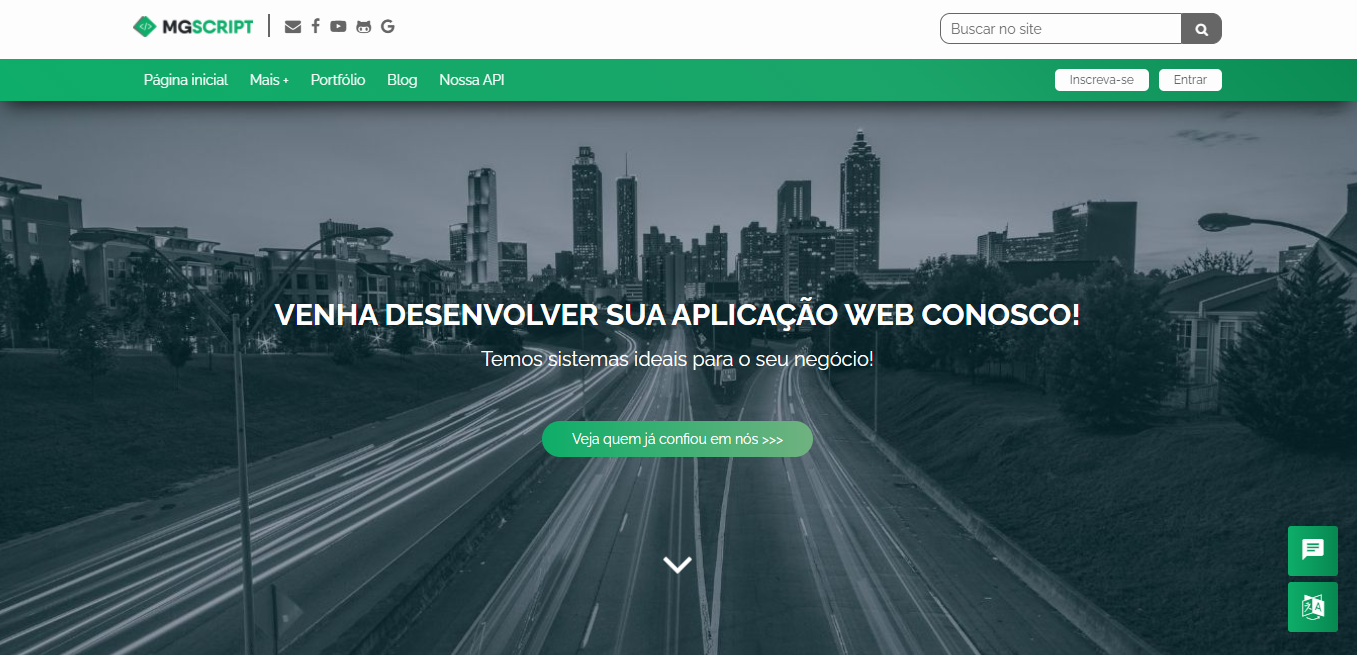 MGSCRIPT
Buscar no site
Página inicial Mais + Portfólio Blog Nossa API Inscreva-se Entrar
VENHA DESENVOLVER SUA APLICAÇÃO WEB CONOSCO!
Temos sistemas ideais para o seu negócio!
Veja quem já confiou em nós >>>